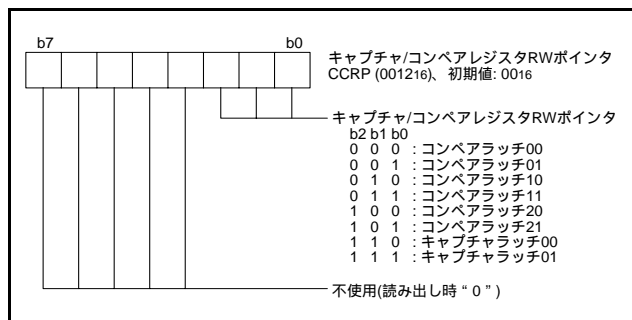 b7 b0
キャプチャ/コンペアレジスタRWポインタ
CCRP (001216)、初期値: 0016
キャプチャ/コンペアレジスタRWポインタ
b2 b1 b0
0 0 0 : コンペアラッチ00
0 0 1 : コンペアラッチ01
0 1 0 : コンペアラッチ10
0 1 1 : コンペアラッチ11
1 0 0 : コンペアラッチ20
1 0 1 : コンペアラッチ21
1 1 0 : キャプチャラッチ00
1 1 1 : キャプチャラッチ01
不使用(読み出し時 “ 0 ” )